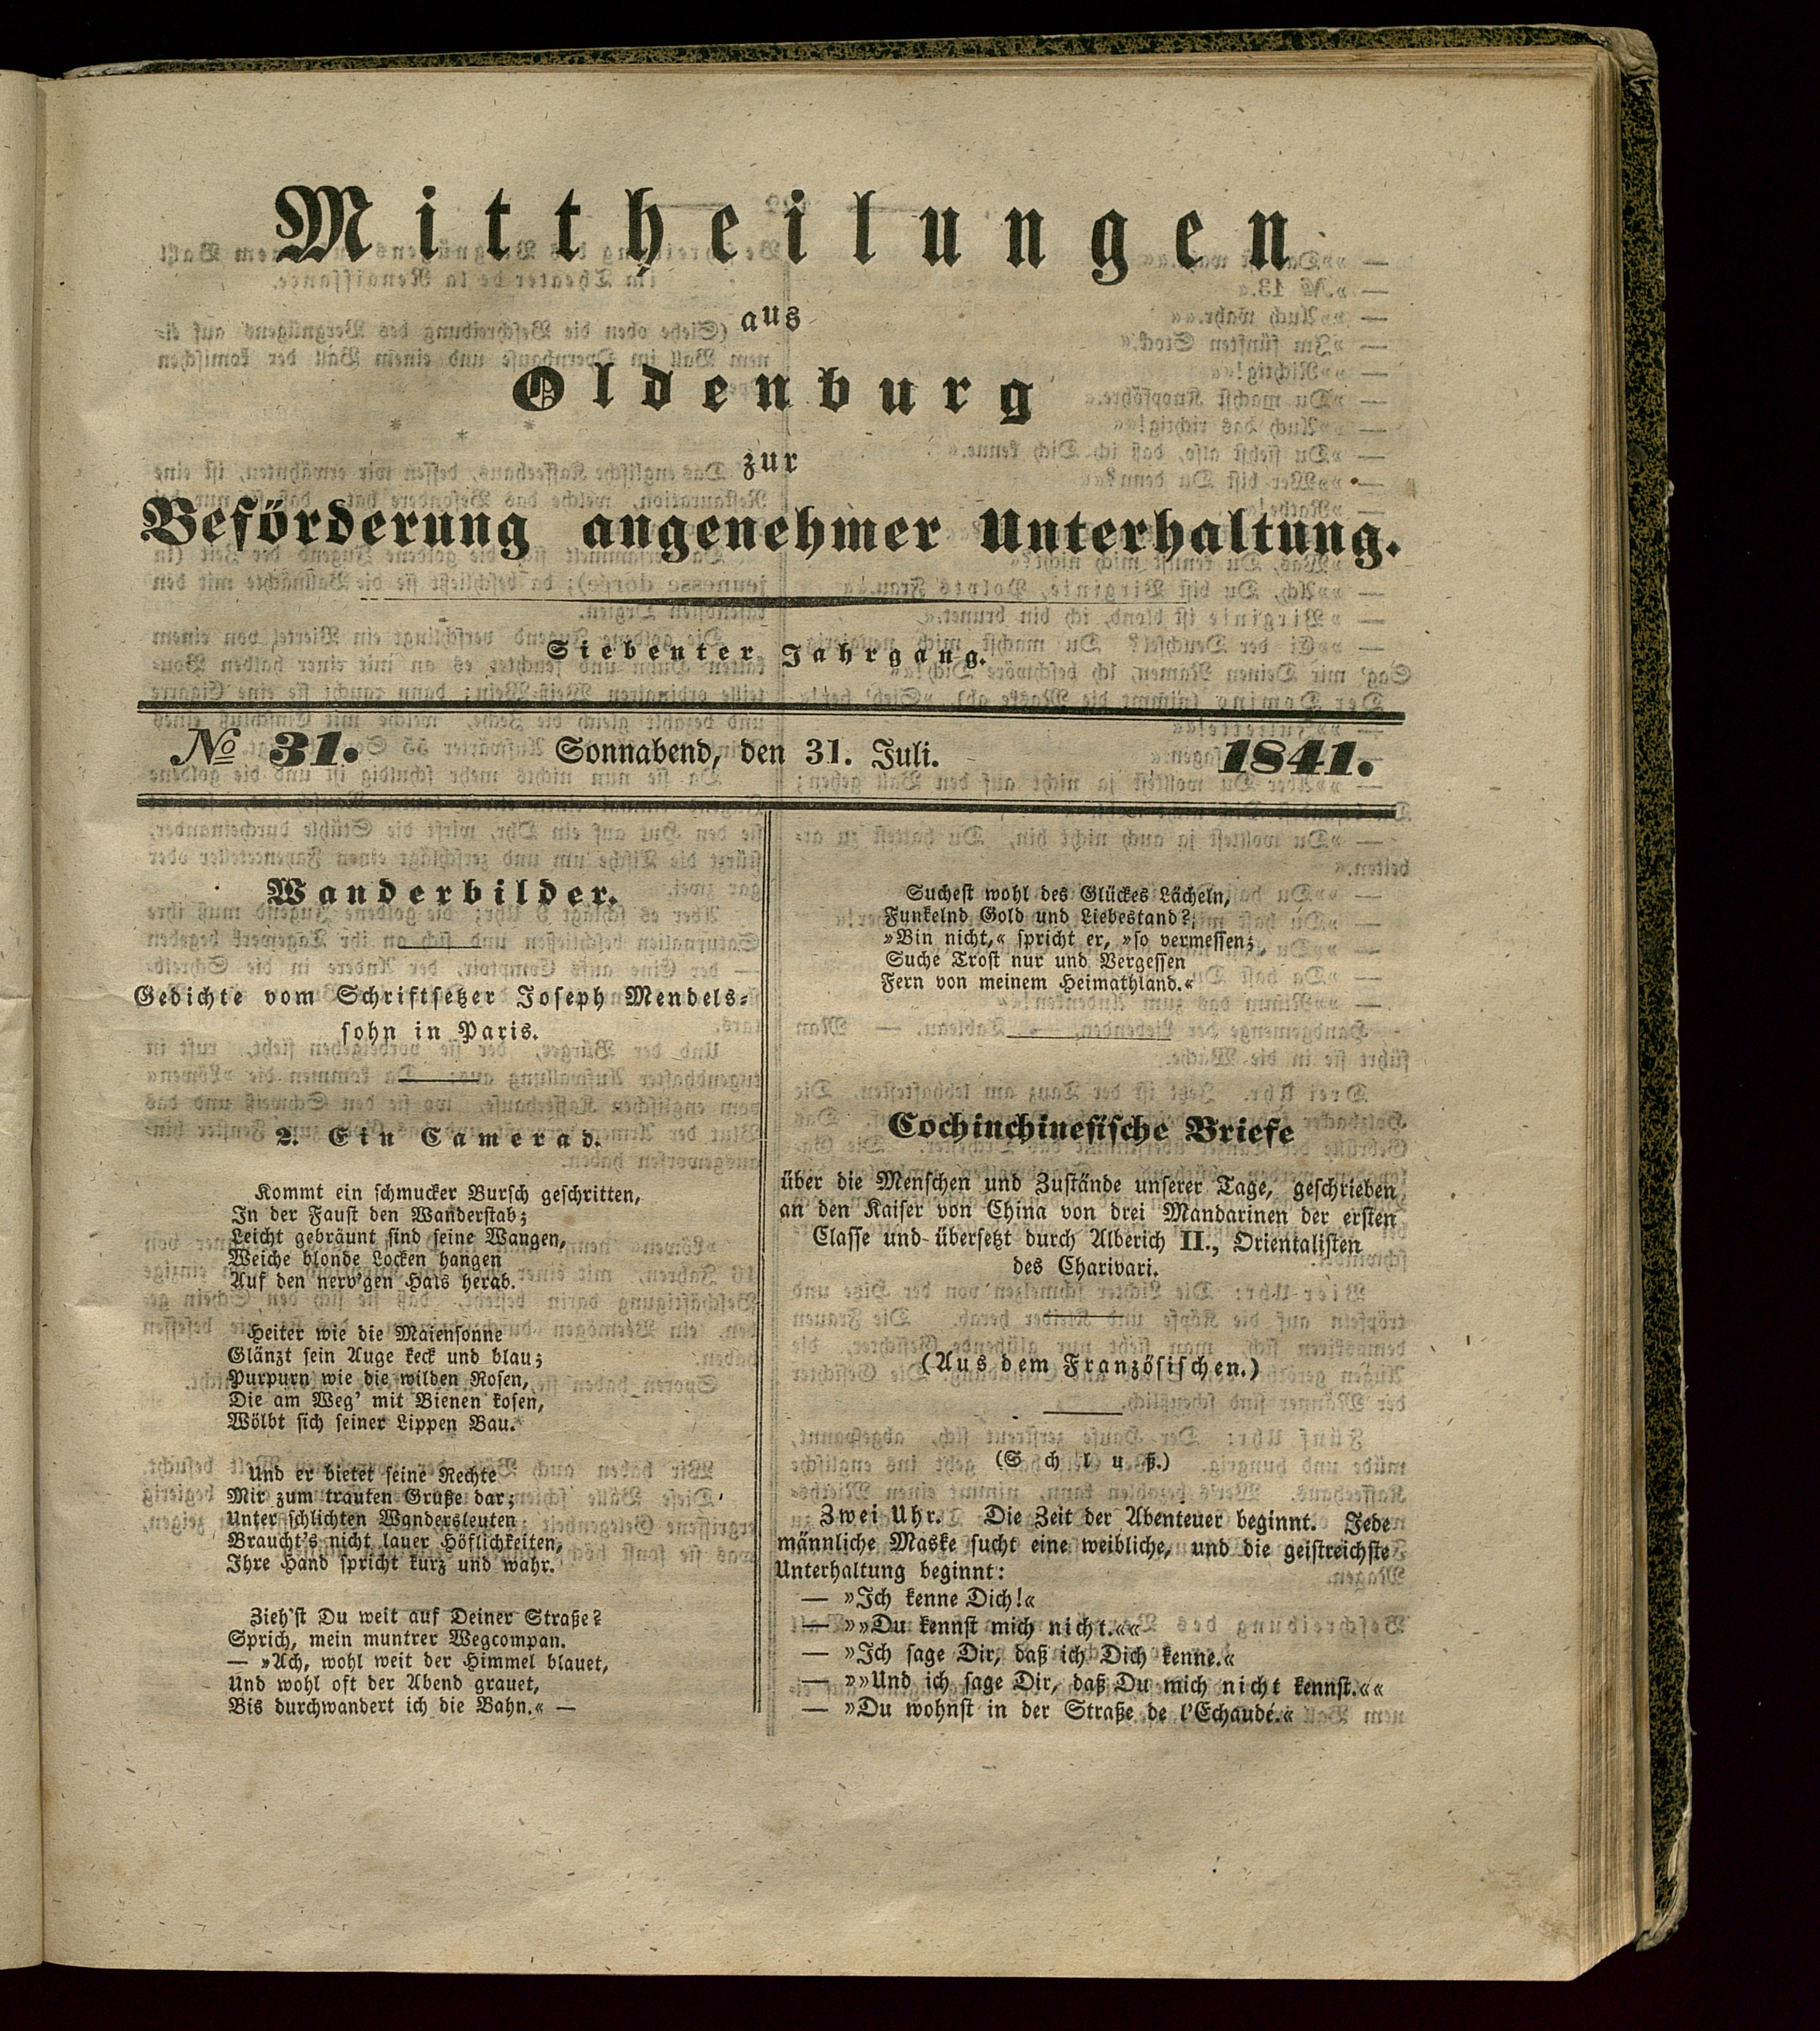 Mittheilungen
aus
Oldenburg
zur
Beförderung angenehmer Unterhaltung.
Siebenter Jahrgang.
№ 31. Sonnabend, den 31. Juli. 1841.
Wanderbilder.
Gedichte vom Schriftsetzer Joseph Mendels-
sohn in Paris.
2. Ein Camerad.
Kommt ein schmucker Bursch geschritten,
In der Faust den Wanderstab;
Leicht gebräunt sind seine Wangen,
Weiche blonde Locken hangen
Auf den nerv'gen Hals herab.
Heiter wie die Maiensonne
Glänzt sein Auge keck und blau;
Purpurn wie die wilden Rosen,
Die am Weg' mit Bienen kosen,
Wölbt sich seiner Lippen Bau.
Und er bietet seine Rechte
Mir zum trauten Gruße dar;
Unter schlichten Wandersleuten
Braucht's nicht lauer Höflichkeiten,
Ihre Hand spricht kurz und wahr.
Zieh'st Du weit auf Deiner Straße?
Sprich, mein muntrer Wegcompan.
— »Ach, wohl weit der Himmel blauet,
Und wohl oft der Abend grauet,
Bis durchwandert ich die Bahn.« —
Suchest wohl des Glückes Lächeln,
Funkelnd Gold und Liebestand?
»Bin nicht,« spricht er, »so vermessen;
Suche Trost nur und Vergessen
Fern von meinem Heimathland.«
Cochinchinesische Briefe
über die Menschen und Zustände unserer Tage, geschrieben
an den Kaiser von China von drei Mandarinen der ersten
Classe und übersetzt durch Alberich II., Orientalisten
des Charivari.
(Aus dem Französischen.)
(Schluß.)
Zwei Uhr. Die Zeit der Abenteuer beginnt. Jede
männliche Maske sucht eine weibliche, und die geistreichste
Unterhaltung beginnt:
— »Ich kenne Dich!«
— »»Du kennst mich nicht.««
— »Ich sage Dir, daß ich Dich kenne.«
— »»Und ich sage Dir, daß Du mich nicht kennst.««
— »Du wohnst in der Straße de l'Echaudé.«